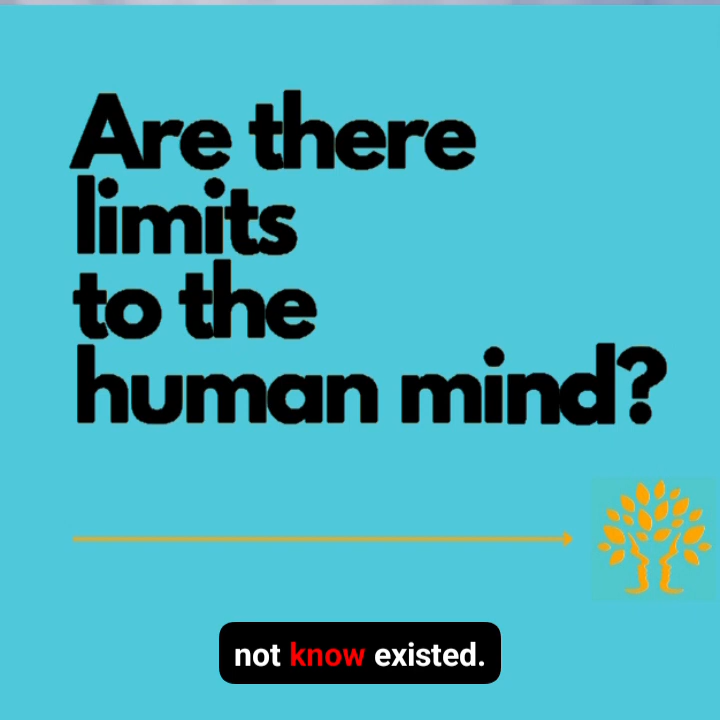 Are there
limits
to the
human mind?
not know existed.